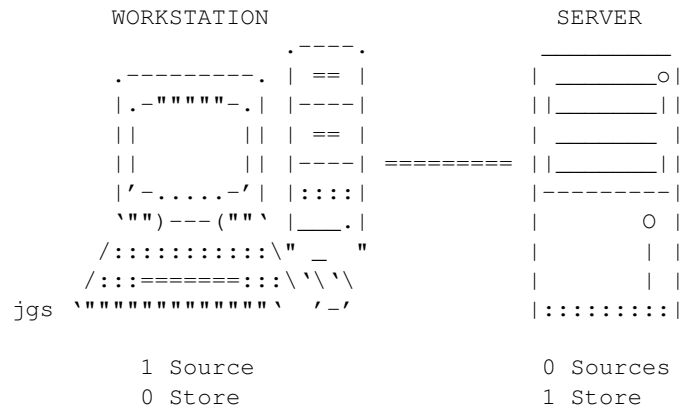 WORKSTATION SERVER
jgs
1 Source 0 Sources
0 Store 1 Store